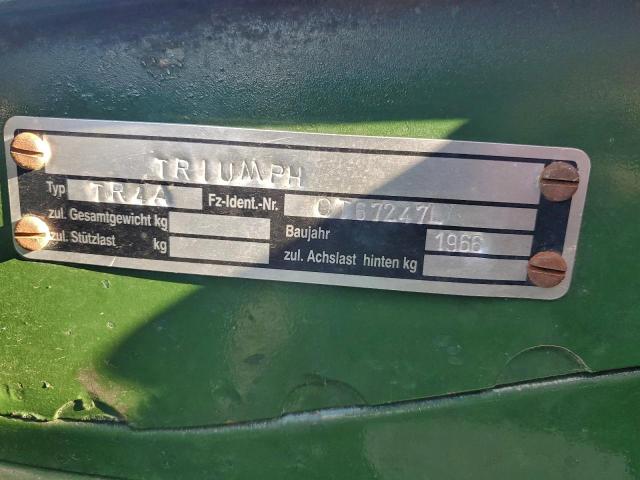 TRIUMPH
Typ TR4A Fz-Ident.-Nr. CT67247L
zul. Gesamtgewicht kg
zul. Stützlast kg
Baujahr 1966
zul. Achslast hinten kg